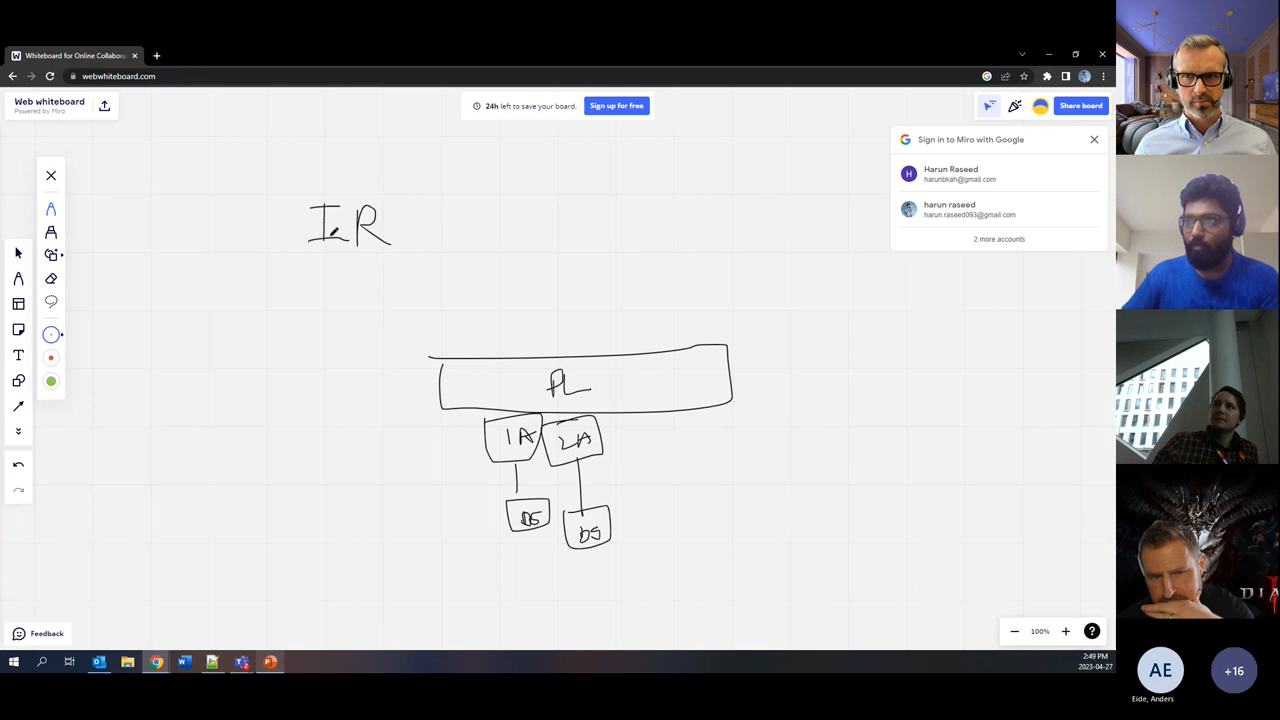 Whiteboard for Online Collabora
webwhiteboard.com
Web whiteboard
Powered by Miro
24h left to save your board.
Sign up for free
Share board
Sign in to Miro with Google
H
Harun Raseed
harunbkah@gmail.com
harun raseed
harun.raseed093@gmail.com
2 more accounts
IR
PL
1A 2A
DS
DS
Feedback
100%
2:49 PM
2023-04-27
DIA
AE
+16
Eide, Anders